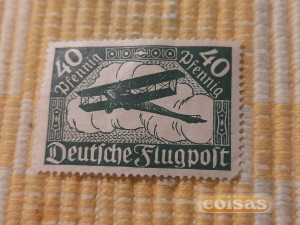 40 40
Pfennig Pfennig
Deutsche Flugpost
coisas